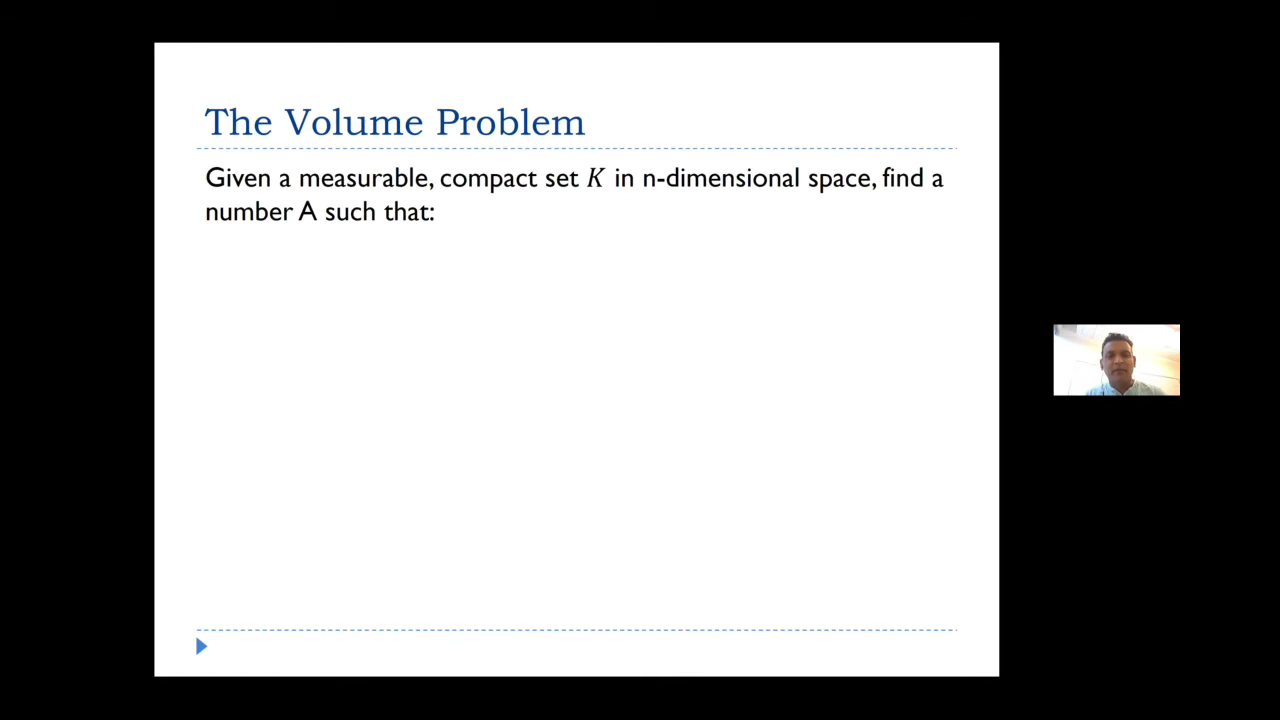 The Volume Problem
Given a measurable, compact set K in n-dimensional space, find a
number A such that: